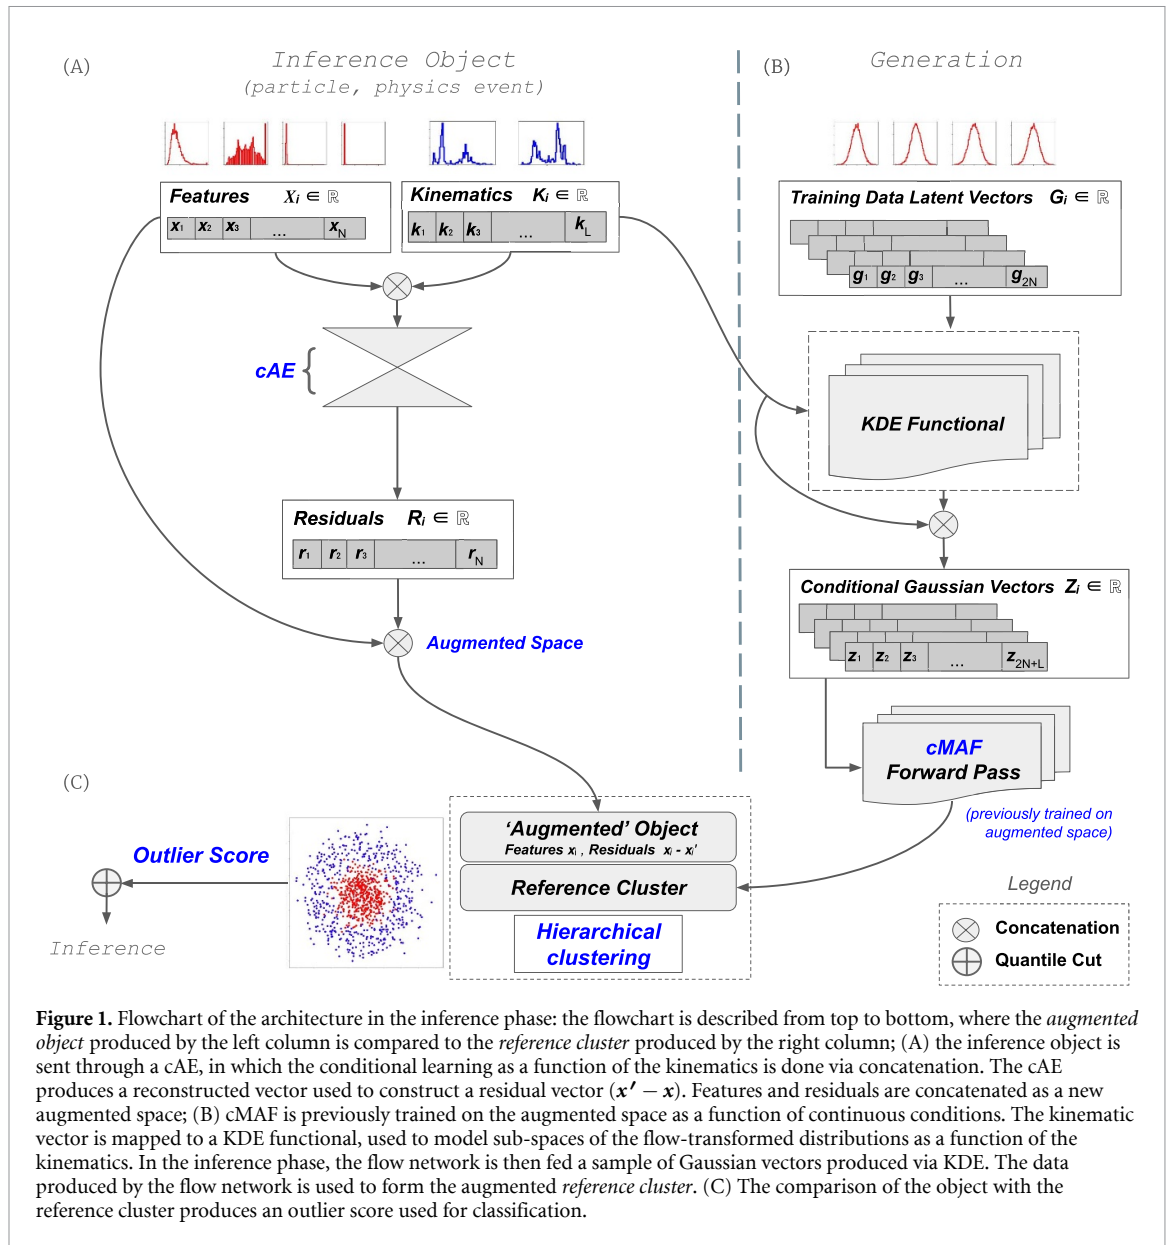 (A)
Inference Object
(particle, physics event)
Features Xi ∈ ℝ
x1 x2 x3 ... xN
Kinematics Ki ∈ ℝ
k1 k2 k3 ... kL
cAE {
Residuals Ri ∈ ℝ
r1 r2 r3 ... rN
Augmented Space
(B)
Generation
Training Data Latent Vectors Gi ∈ ℝ
g1 g2 g3 ... g2N
KDE Functional
Conditional Gaussian Vectors Zi ∈ ℝ
z1 z2 z3 ... z2N+L
cMAF
Forward Pass
(previously trained on
augmented space)
(C)
'Augmented' Object
Features xi , Residuals xi - xi'
Reference Cluster
Hierarchical
clustering
Outlier Score
Inference
Legend
Concatenation
Quantile Cut
Figure 1. Flowchart of the architecture in the inference phase: the flowchart is described from top to bottom, where the augmented
object produced by the left column is compared to the reference cluster produced by the right column; (A) the inference object is
sent through a cAE, in which the conditional learning as a function of the kinematics is done via concatenation. The cAE
produces a reconstructed vector used to construct a residual vector (x′ − x). Features and residuals are concatenated as a new
augmented space; (B) cMAF is previously trained on the augmented space as a function of continuous conditions. The kinematic
vector is mapped to a KDE functional, used to model sub-spaces of the flow-transformed distributions as a function of the
kinematics. In the inference phase, the flow network is then fed a sample of Gaussian vectors produced via KDE. The data
produced by the flow network is used to form the augmented reference cluster. (C) The comparison of the object with the
reference cluster produces an outlier score used for classification.